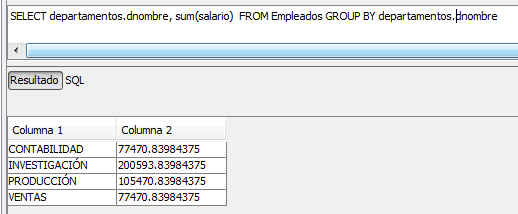 SELECT departamentos.dnombre, sum(salario) FROM Empleados GROUP BY departamentos.dnombre
Resultado SQL
Columna 1 Columna 2
CONTABILIDAD 77470.83984375
INVESTIGACIÓN 200593.83984375
PRODUCCIÓN 105470.83984375
VENTAS 77470.83984375